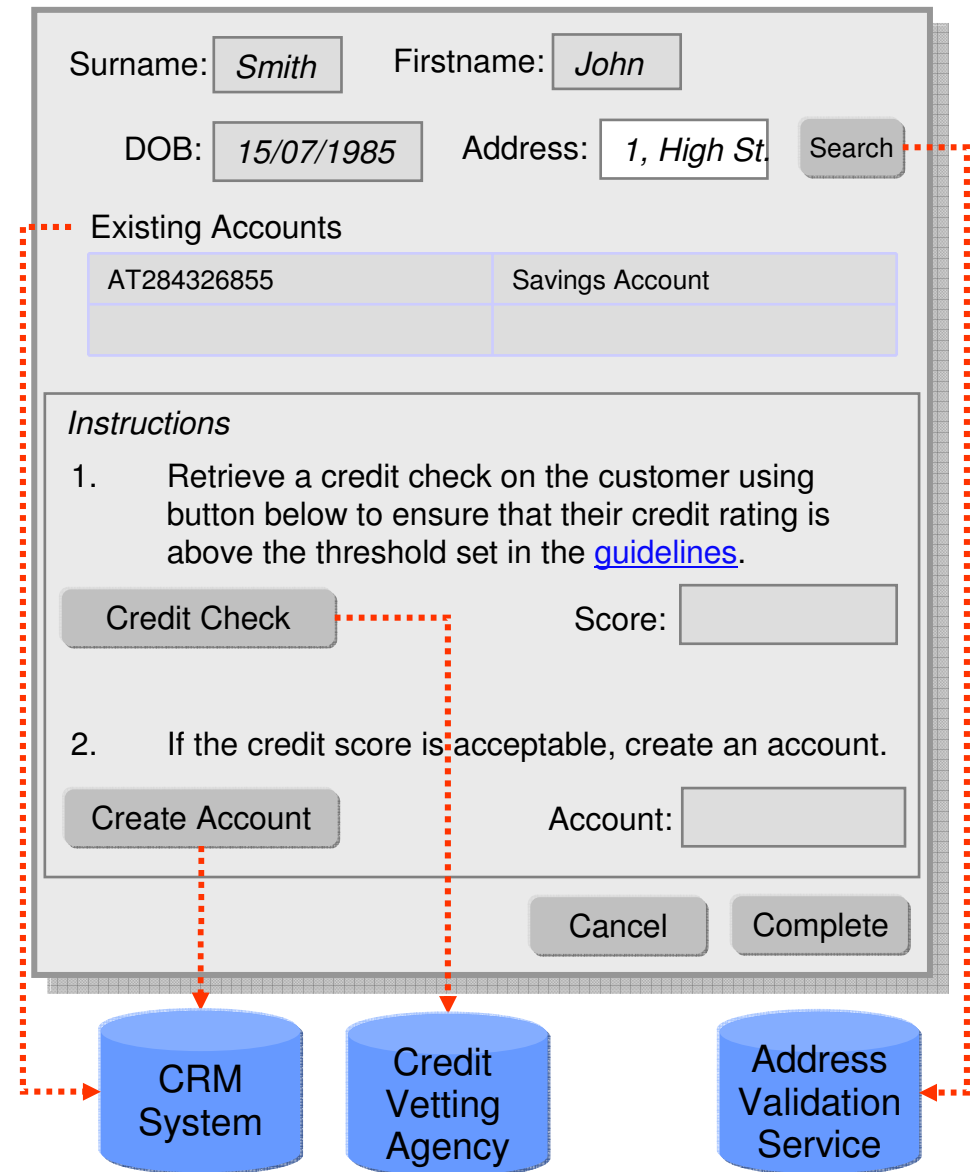 Surname: Smith Firstname: John
DOB: 15/07/1985 Address: 1, High St. Search
Existing Accounts
AT284326855 Savings Account
Instructions
1. Retrieve a credit check on the customer using
button below to ensure that their credit rating is
above the threshold set in the guidelines.
Credit Check Score:
2. If the credit score is acceptable, create an account.
Create Account Account:
Cancel Complete
CRM
System
Credit
Vetting
Agency
Address
Validation
Service